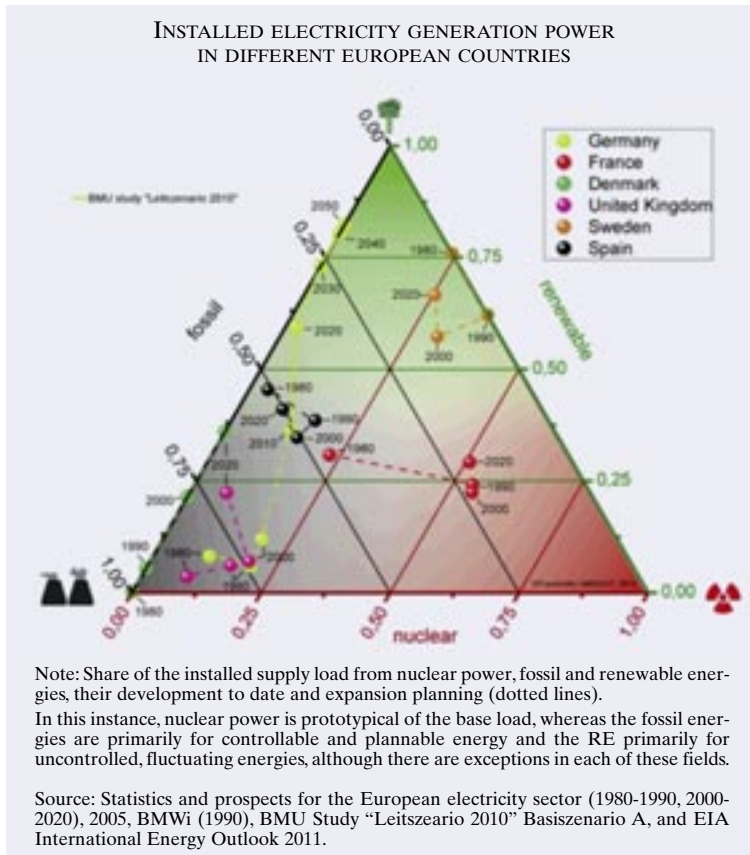 INSTALLED ELECTRICITY GENERATION POWER
IN DIFFERENT EUROPEAN COUNTRIES
0,00
1,00
Germany
France
Denmark
United Kingdom
Sweden
Spain
BMU study "Leitszenario 2010"
2050
2040
0,25
1980
0,75
2030
2020
renewable
fossil
2020
1990
2000
0,50
0,50
1980
2020
1990
2010
2000
1980
0,75
2020
2020
0,25
1990
2000
2000
1990
1980
2000
1990
1,00
0,00
1980
0,00
0,25
0,50
nuclear
0,75
1,00
Note: Share of the installed supply load from nuclear power, fossil and renewable ener-
gies, their development to date and expansion planning (dotted lines).
In this instance, nuclear power is prototypical of the base load, whereas the fossil ener-
gies are primarily for controllable and plannable energy and the RE primarily for
uncontrolled, fluctuating energies, although there are exceptions in each of these fields.
Source: Statistics and prospects for the European electricity sector (1980-1990, 2000-
2020), 2005, BMWi (1990), BMU Study “Leitszeario 2010” Basiszenario A, and EIA
International Energy Outlook 2011.